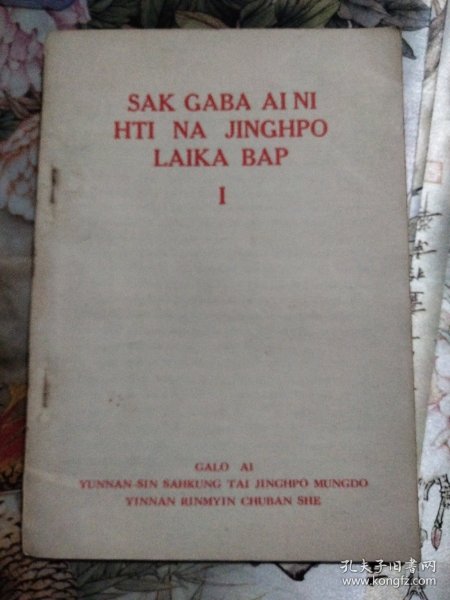 SAK GABA AI NI
HTI NA JINGHPO
LAIKA BAP
I
GALO AI
YUNNAN-SIN SAHKUNG TAI JINGHPO MUNGDO
YINNAN RINMYIN CHUBAN SHE
孔夫子旧书网
www.kongfz.com